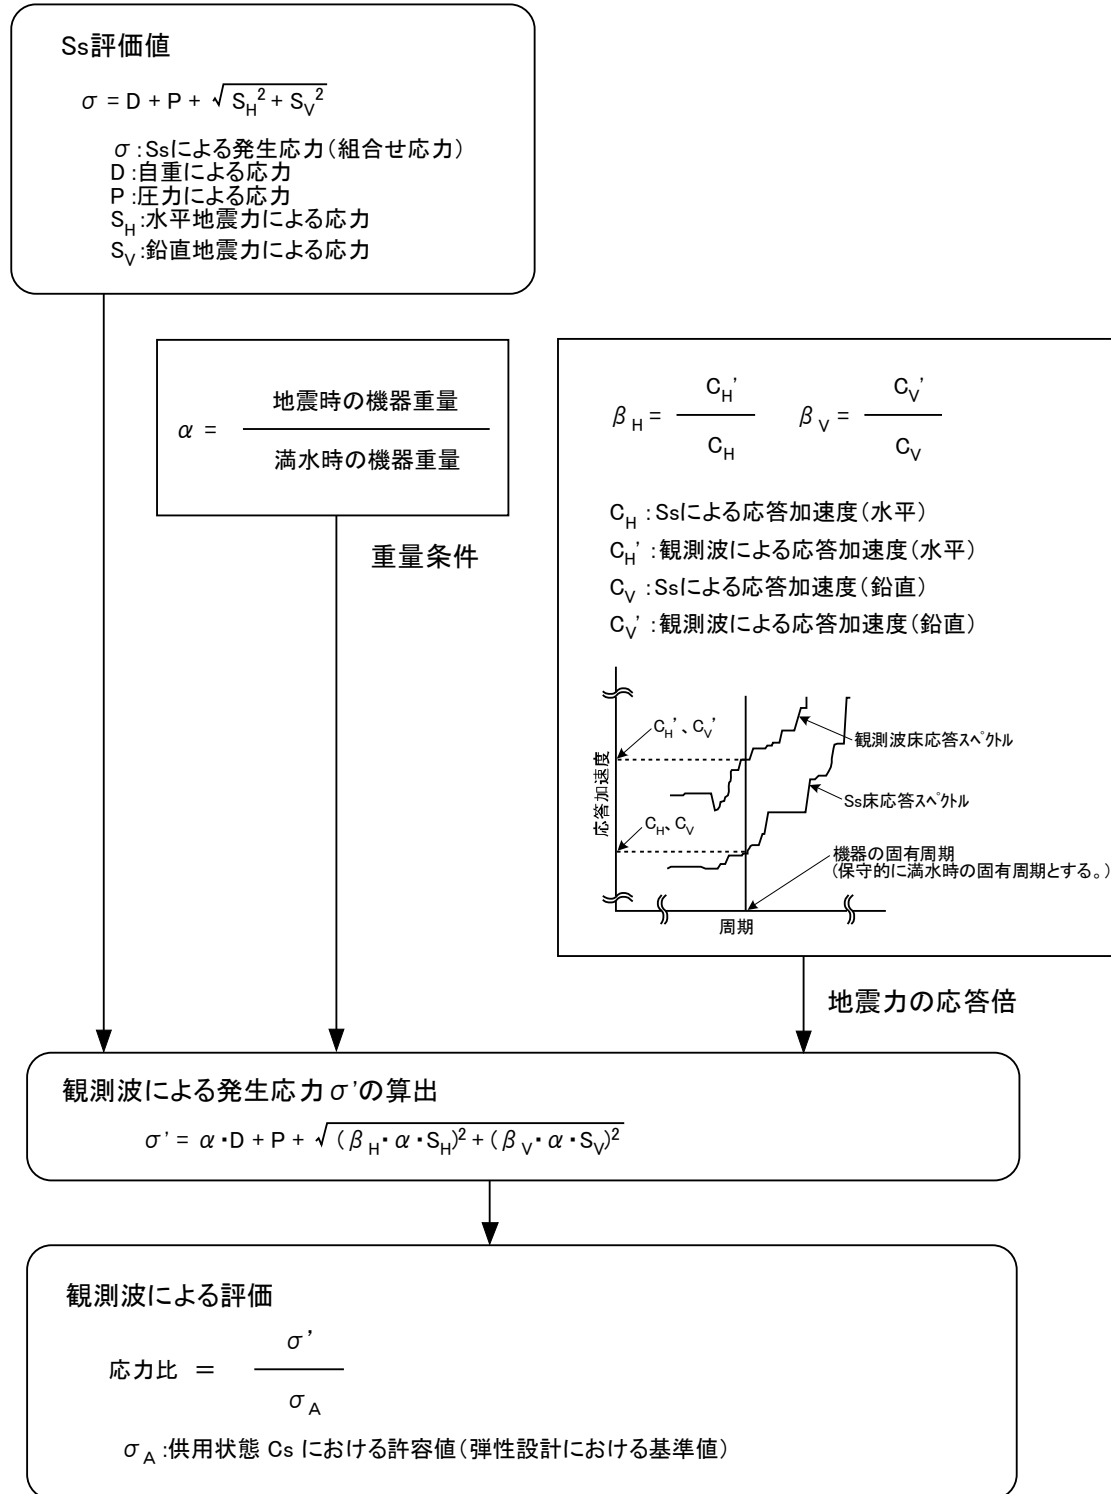 Ss評価値
σ = D + P + √ S_H² + S_V²
σ :Ssによる発生応力(組合せ応力)
D :自重による応力
P :圧力による応力
S_H :水平地震力による応力
S_V :鉛直地震力による応力
α =
地震時の機器重量
満水時の機器重量
重量条件
β_H = C_H' / C_H β_V = C_V' / C_V
C_H :Ssによる応答加速度(水平)
C_H' :観測波による応答加速度(水平)
C_V :Ssによる応答加速度(鉛直)
C_V' :観測波による応答加速度(鉛直)
応答加速度
C_H'、C_V'
C_H、C_V
観測波床応答スペクトル
Ss床応答スペクトル
機器の固有周期
(保守的に満水時の固有周期とする。)
周期
地震力の応答倍
観測波による発生応力σ'の算出
σ' = α・D + P + √ (β_H・α・S_H)² + (β_V・α・S_V)²
観測波による評価
応力比 = σ' / σ_A
σ_A :供用状態 Cs における許容値(弾性設計における基準値)